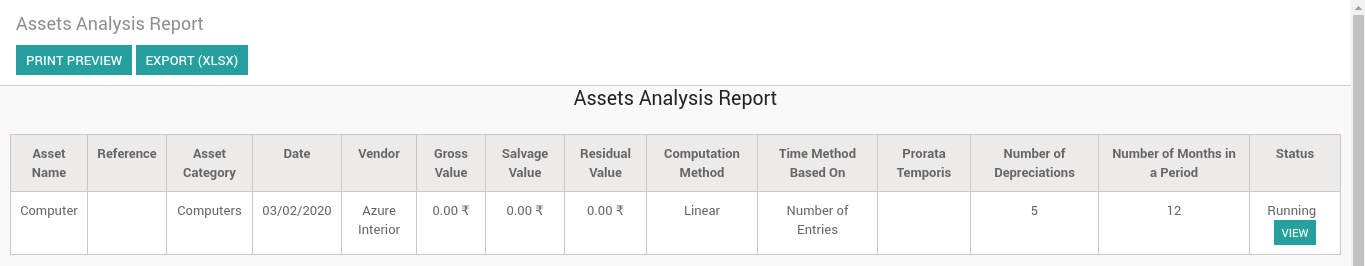 Assets Analysis Report
PRINT PREVIEW EXPORT (XLSX)
Assets Analysis Report
Asset Name Reference Asset Category Date Vendor Gross Value Salvage Value Residual Value Computation Method Time Method Based On Prorata Temporis Number of Depreciations Number of Months in a Period Status
Computer Computers 03/02/2020 Azure Interior 0.00 ₹ 0.00 ₹ 0.00 ₹ Linear Number of Entries 5 12 Running
VIEW